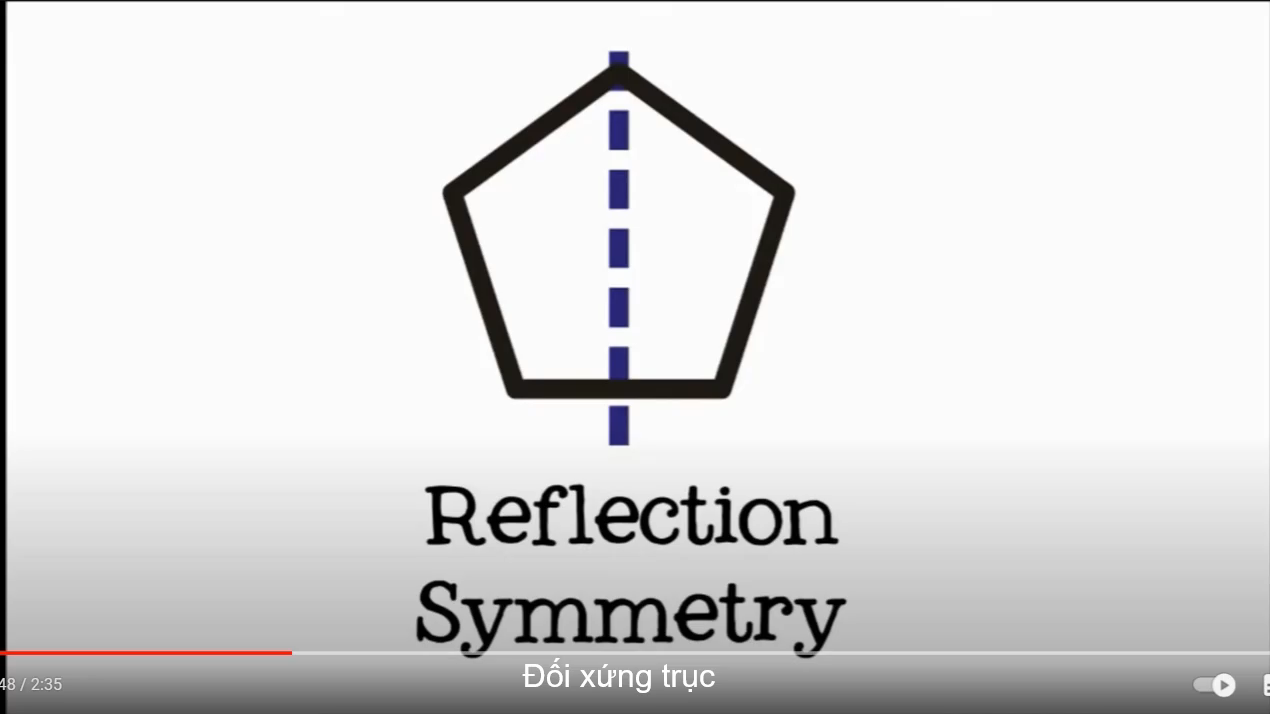 Reflection
Symmetry
Đối xứng trục
48 / 2:35